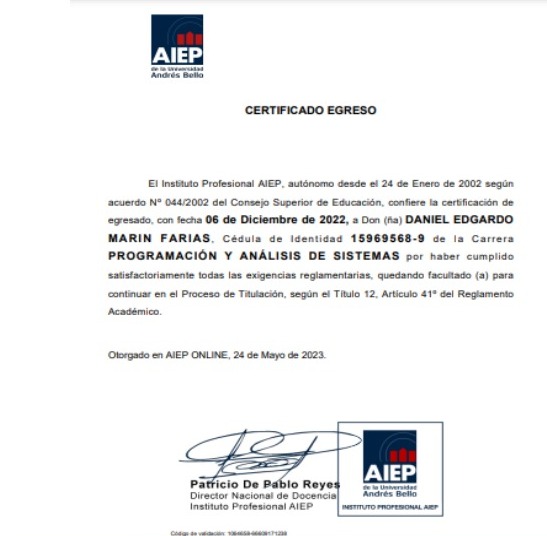 AIEP
de la Universidad
Andrés Bello
CERTIFICADO EGRESO
El Instituto Profesional AIEP, autónomo desde el 24 de Enero de 2002 según
acuerdo Nº 044/2002 del Consejo Superior de Educación, confiere la certificación de
egresado, con fecha 06 de Diciembre de 2022, a Don (ña) DANIEL EDGARDO
MARIN FARIAS, Cédula de Identidad 15969568-9 de la Carrera
PROGRAMACIÓN Y ANÁLISIS DE SISTEMAS por haber cumplido
satisfactoriamente todas las exigencias reglamentarias, quedando facultado (a) para
continuar en el Proceso de Titulación, según el Título 12, Artículo 41º del Reglamento
Académico.
Otorgado en AIEP ONLINE, 24 de Mayo de 2023.
Patricio De Pablo Reyes
Director Nacional de Docencia
Instituto Profesional AIEP
AIEP
de la Universidad
Andrés Bello
INSTITUTO PROFESIONAL AIEP
Código de validación: